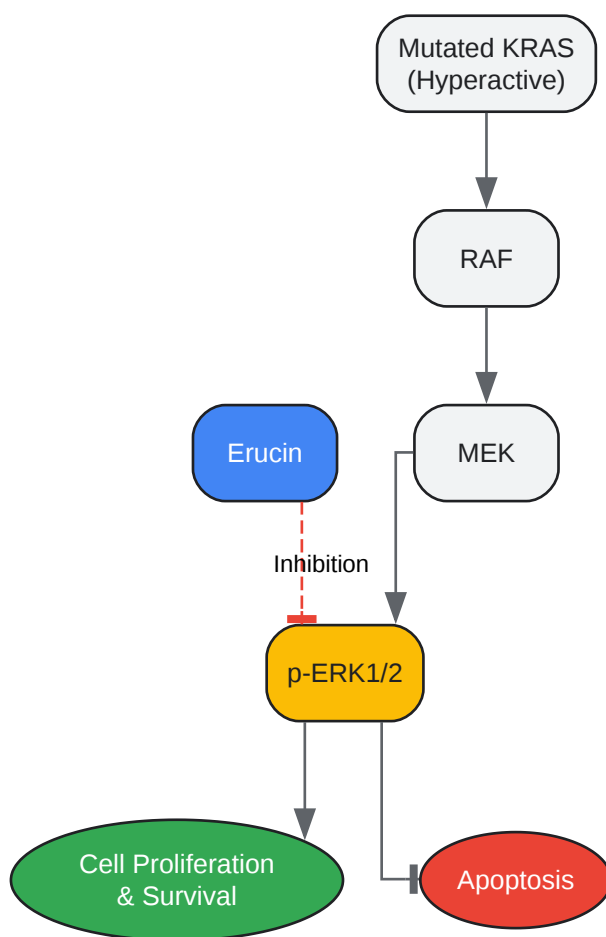 Mutated KRAS
(Hyperactive)
RAF
Erucin
MEK
Inhibition
p-ERK1/2
Cell Proliferation
& Survival
Apoptosis